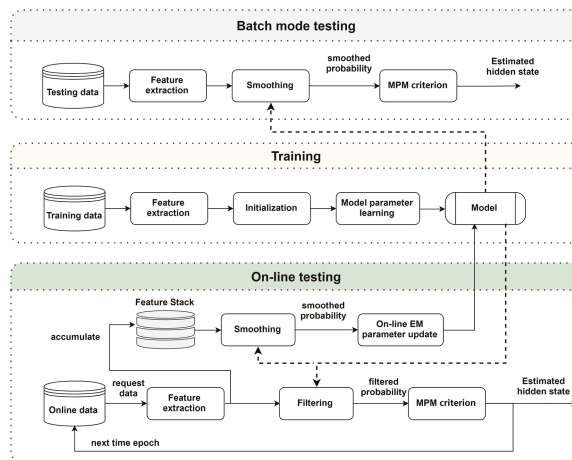 Batch mode testing
Testing data
Feature
extraction
Smoothing
smoothed
probability
MPM criterion
Estimated
hidden state
Training
Training data
Feature
extraction
Initialization
Model parameter
learning
Model
On-line testing
Feature Stack
accumulate
Smoothing
smoothed
probability
On-line EM
parameter update
Online data
request
data
Feature
extraction
Filtering
filtered
probability
MPM criterion
Estimated
hidden state
next time epoch